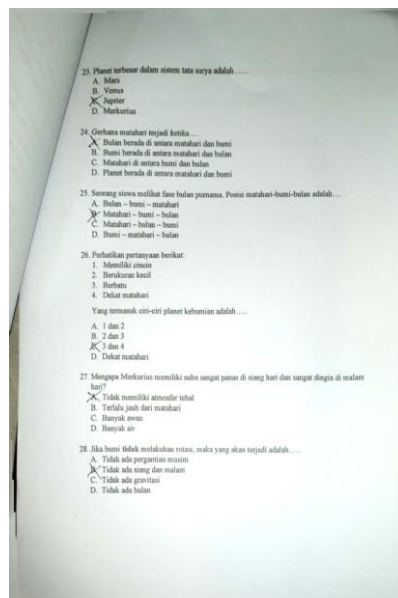 23. Planet terbesar dalam sistem tata surya adalah......
A. Mars
B. Venus
C. Jupiter
D. Merkurius
24. Gerhana matahari terjadi ketika....
A. Bulan berada di antara matahari dan bumi
B. Bumi berada di antara matahari dan bulan
C. Matahari di antara bumi dan bulan
D. Planet berada di antara matahari dan bumi
25. Seorang siswa melihat fase bulan purnama. Posisi matahari-bumi-bulan adalah....
A. Bulan – bumi – matahari
B. Matahari – bumi – bulan
C. Matahari – bulan – bumi
D. Bumi – matahari – bulan
26. Perhatikan pertanyaan berikut:
1. Memiliki cincin
2. Berukuran kecil
3. Berbatu
4. Dekat matahari
Yang termasuk ciri-ciri planet kebumian adalah.....
A. 1 dan 2
B. 2 dan 3
C. 3 dan 4
D. Dekat matahari
27. Mengapa Merkurius memiliki suhu sangat panas di siang hari dan sangat dingin di malam
hari?
A. Tidak memiliki atmosfer tebal
B. Terlalu jauh dari matahari
C. Banyak awan
D. Banyak air
28. Jika bumi tidak melakukan rotasi, maka yang akan terjadi adalah.....
A. Tidak ada pergantian musim
B. Tidak ada siang dan malam
C. Tidak ada gravitasi
D. Tidak ada bulan